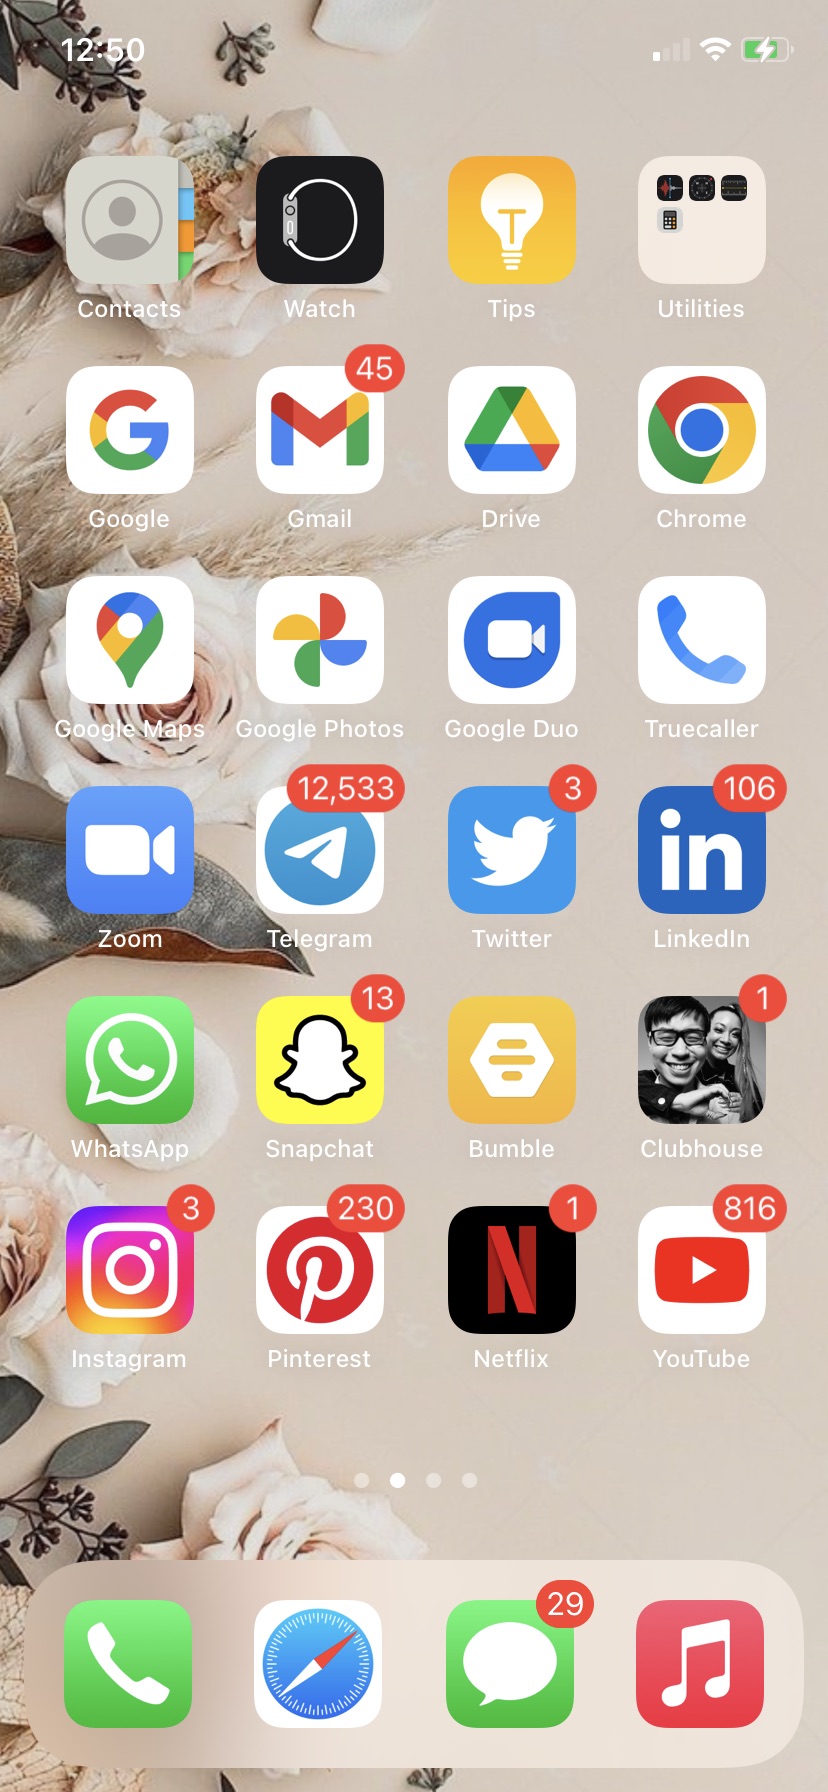 12:50
Contacts
Watch
Tips
Utilities
45
Google
Gmail
Drive
Chrome
Google Maps
Google Photos
Google Duo
Truecaller
12,533
3
106
in
Zoom
Telegram
Twitter
LinkedIn
13
1
WhatsApp
Snapchat
Bumble
Clubhouse
3
230
1
816
Instagram
Pinterest
Netflix
YouTube
29